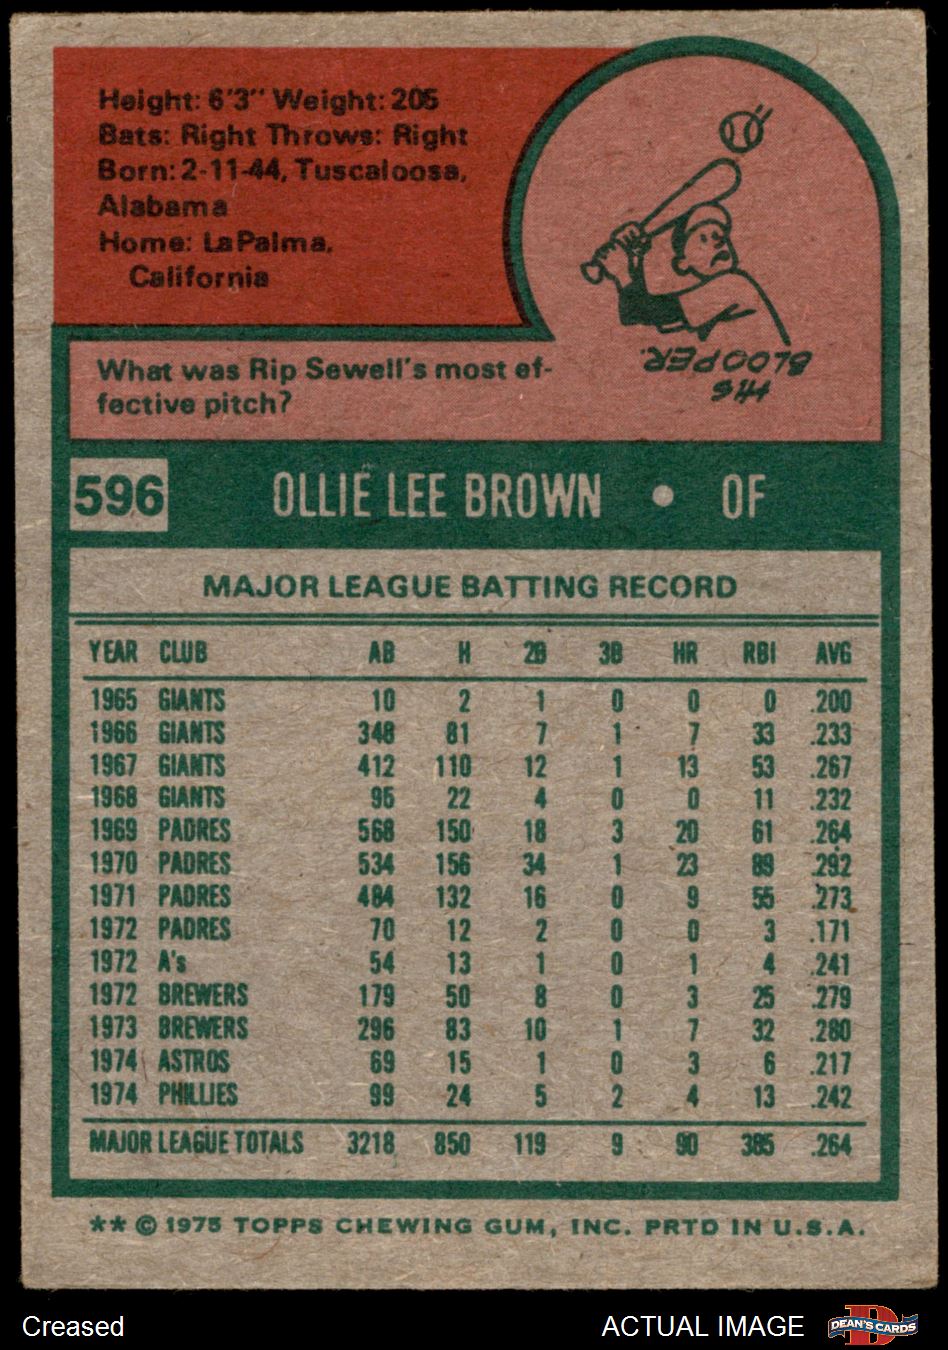 Height: 6'3" Weight: 205
Bats: Right Throws: Right
Born: 2-11-44, Tuscaloosa,
Alabama
Home: La Palma,
California
What was Rip Sewell's most ef-
fective pitch?
HIS
BLOOPER.
596 OLLIE LEE BROWN • OF
MAJOR LEAGUE BATTING RECORD
YEAR CLUB AB H 2B 3B HR RBI AVG
1965 GIANTS 10 2 1 0 0 0 .200
1966 GIANTS 348 81 7 1 7 33 .233
1967 GIANTS 412 110 12 1 13 53 .267
1968 GIANTS 95 22 4 0 0 11 .232
1969 PADRES 568 150 18 3 20 61 .264
1970 PADRES 534 156 34 1 23 89 .292
1971 PADRES 484 132 16 0 9 55 .273
1972 PADRES 70 12 2 0 0 3 .171
1972 A's 54 13 1 0 1 4 .241
1972 BREWERS 179 50 8 0 3 25 .279
1973 BREWERS 296 83 10 1 7 32 .280
1974 ASTROS 69 15 1 0 3 6 .217
1974 PHILLIES 99 24 5 2 4 13 .242
MAJOR LEAGUE TOTALS 3218 850 119 9 90 385 .264
** © 1975 TOPPS CHEWING GUM, INC. PRTD IN U.S.A.
Creased ACTUAL IMAGE DEAN'S CARDS